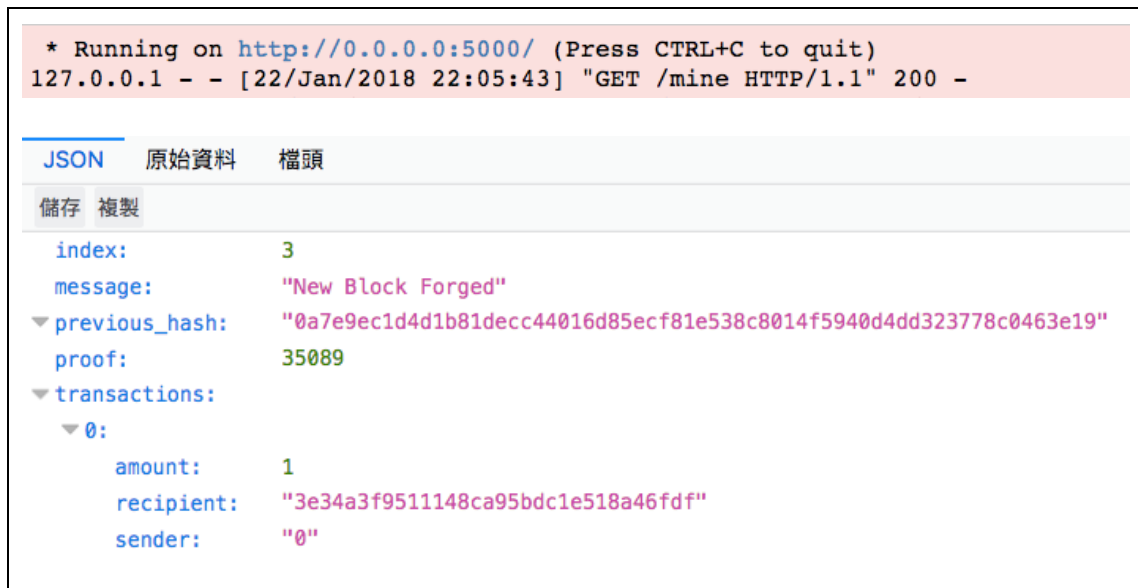 * Running on http://0.0.0.0:5000/ (Press CTRL+C to quit)
127.0.0.1 - - [22/Jan/2018 22:05:43] "GET /mine HTTP/1.1" 200 -
JSON 原始資料 檔頭
儲存 複製
index: 3
message: "New Block Forged"
previous_hash: "0a7e9ec1d4d1b81decc44016d85ecf81e538c8014f5940d4dd323778c0463e19"
proof: 35089
transactions:
0:
amount: 1
recipient: "3e34a3f9511148ca95bdc1e518a46fdf"
sender: "0"